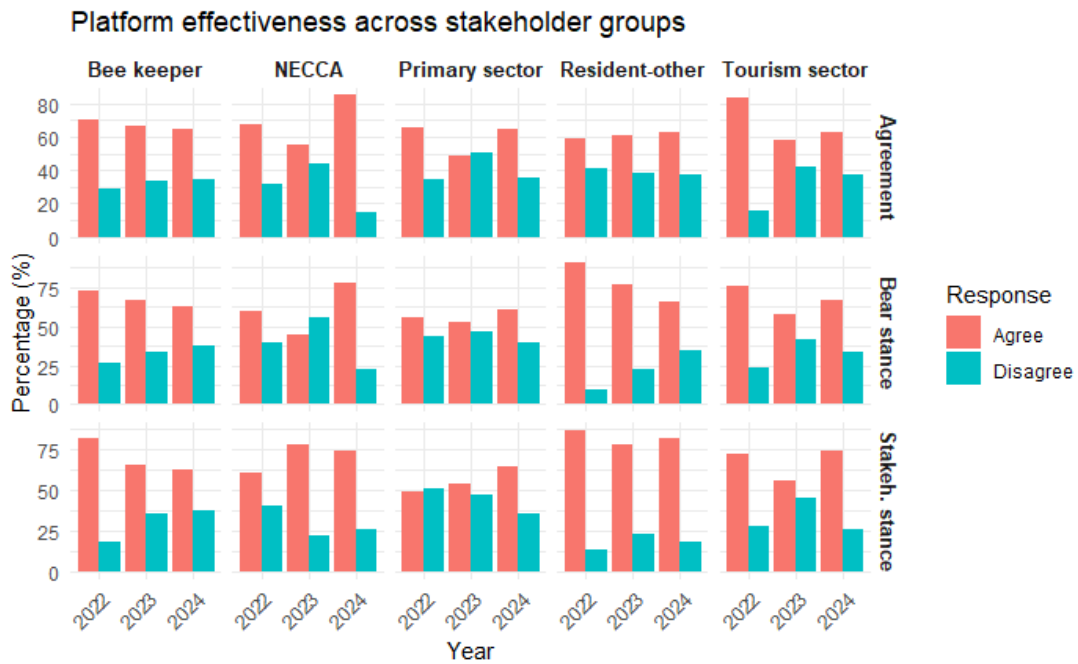 Platform effectiveness across stakeholder groups
Bee keeper NECCA Primary sector Resident-other Tourism sector
80
60
40
20
0
Agreement
75
50
25
0
Bear stance
75
50
25
0
Stakeh. stance
Percentage (%)
2022 2023 2024 2022 2023 2024 2022 2023 2024 2022 2023 2024 2022 2023 2024
Year
Response
Agree
Disagree